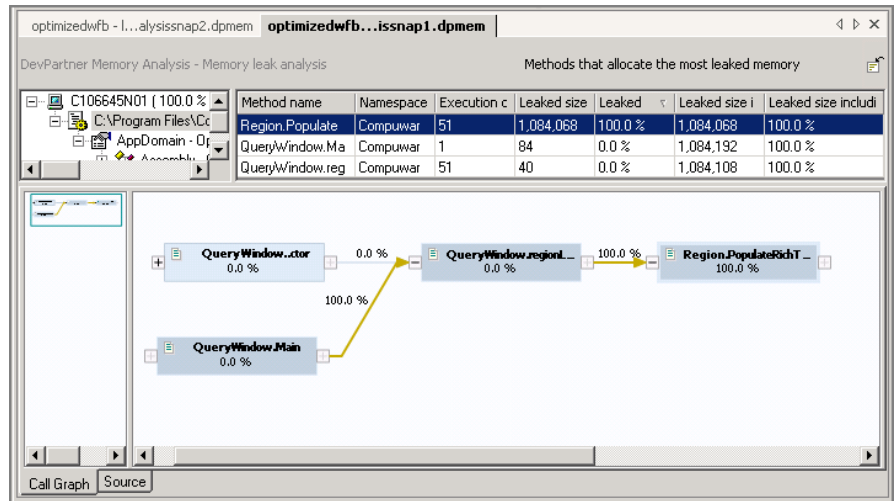 optimizedwfb - l...alysissnap2.dpmem optimizedwfb...issnap1.dpmem
DevPartner Memory Analysis - Memory leak analysis Methods that allocate the most leaked memory
C106645N01 ( 100.0 %
C:\Program Files\Co
AppDomain - Op
Method name Namespace Execution c Leaked size Leaked Leaked size i Leaked size includi
Region.Populate Compuwar 51 1,084,068 100.0 % 1,084,068 100.0 %
QueryWindow.Ma Compuwar 1 84 0.0 % 1,084,192 100.0 %
QueryWindow.reg Compuwar 51 40 0.0 % 1,084,108 100.0 %
QueryWindow..ctor
0.0 %
0.0 %
QueryWindow.regionL...
0.0 %
100.0 %
Region.PopulateRichT...
100.0 %
100.0 %
QueryWindow.Main
0.0 %
Call Graph Source